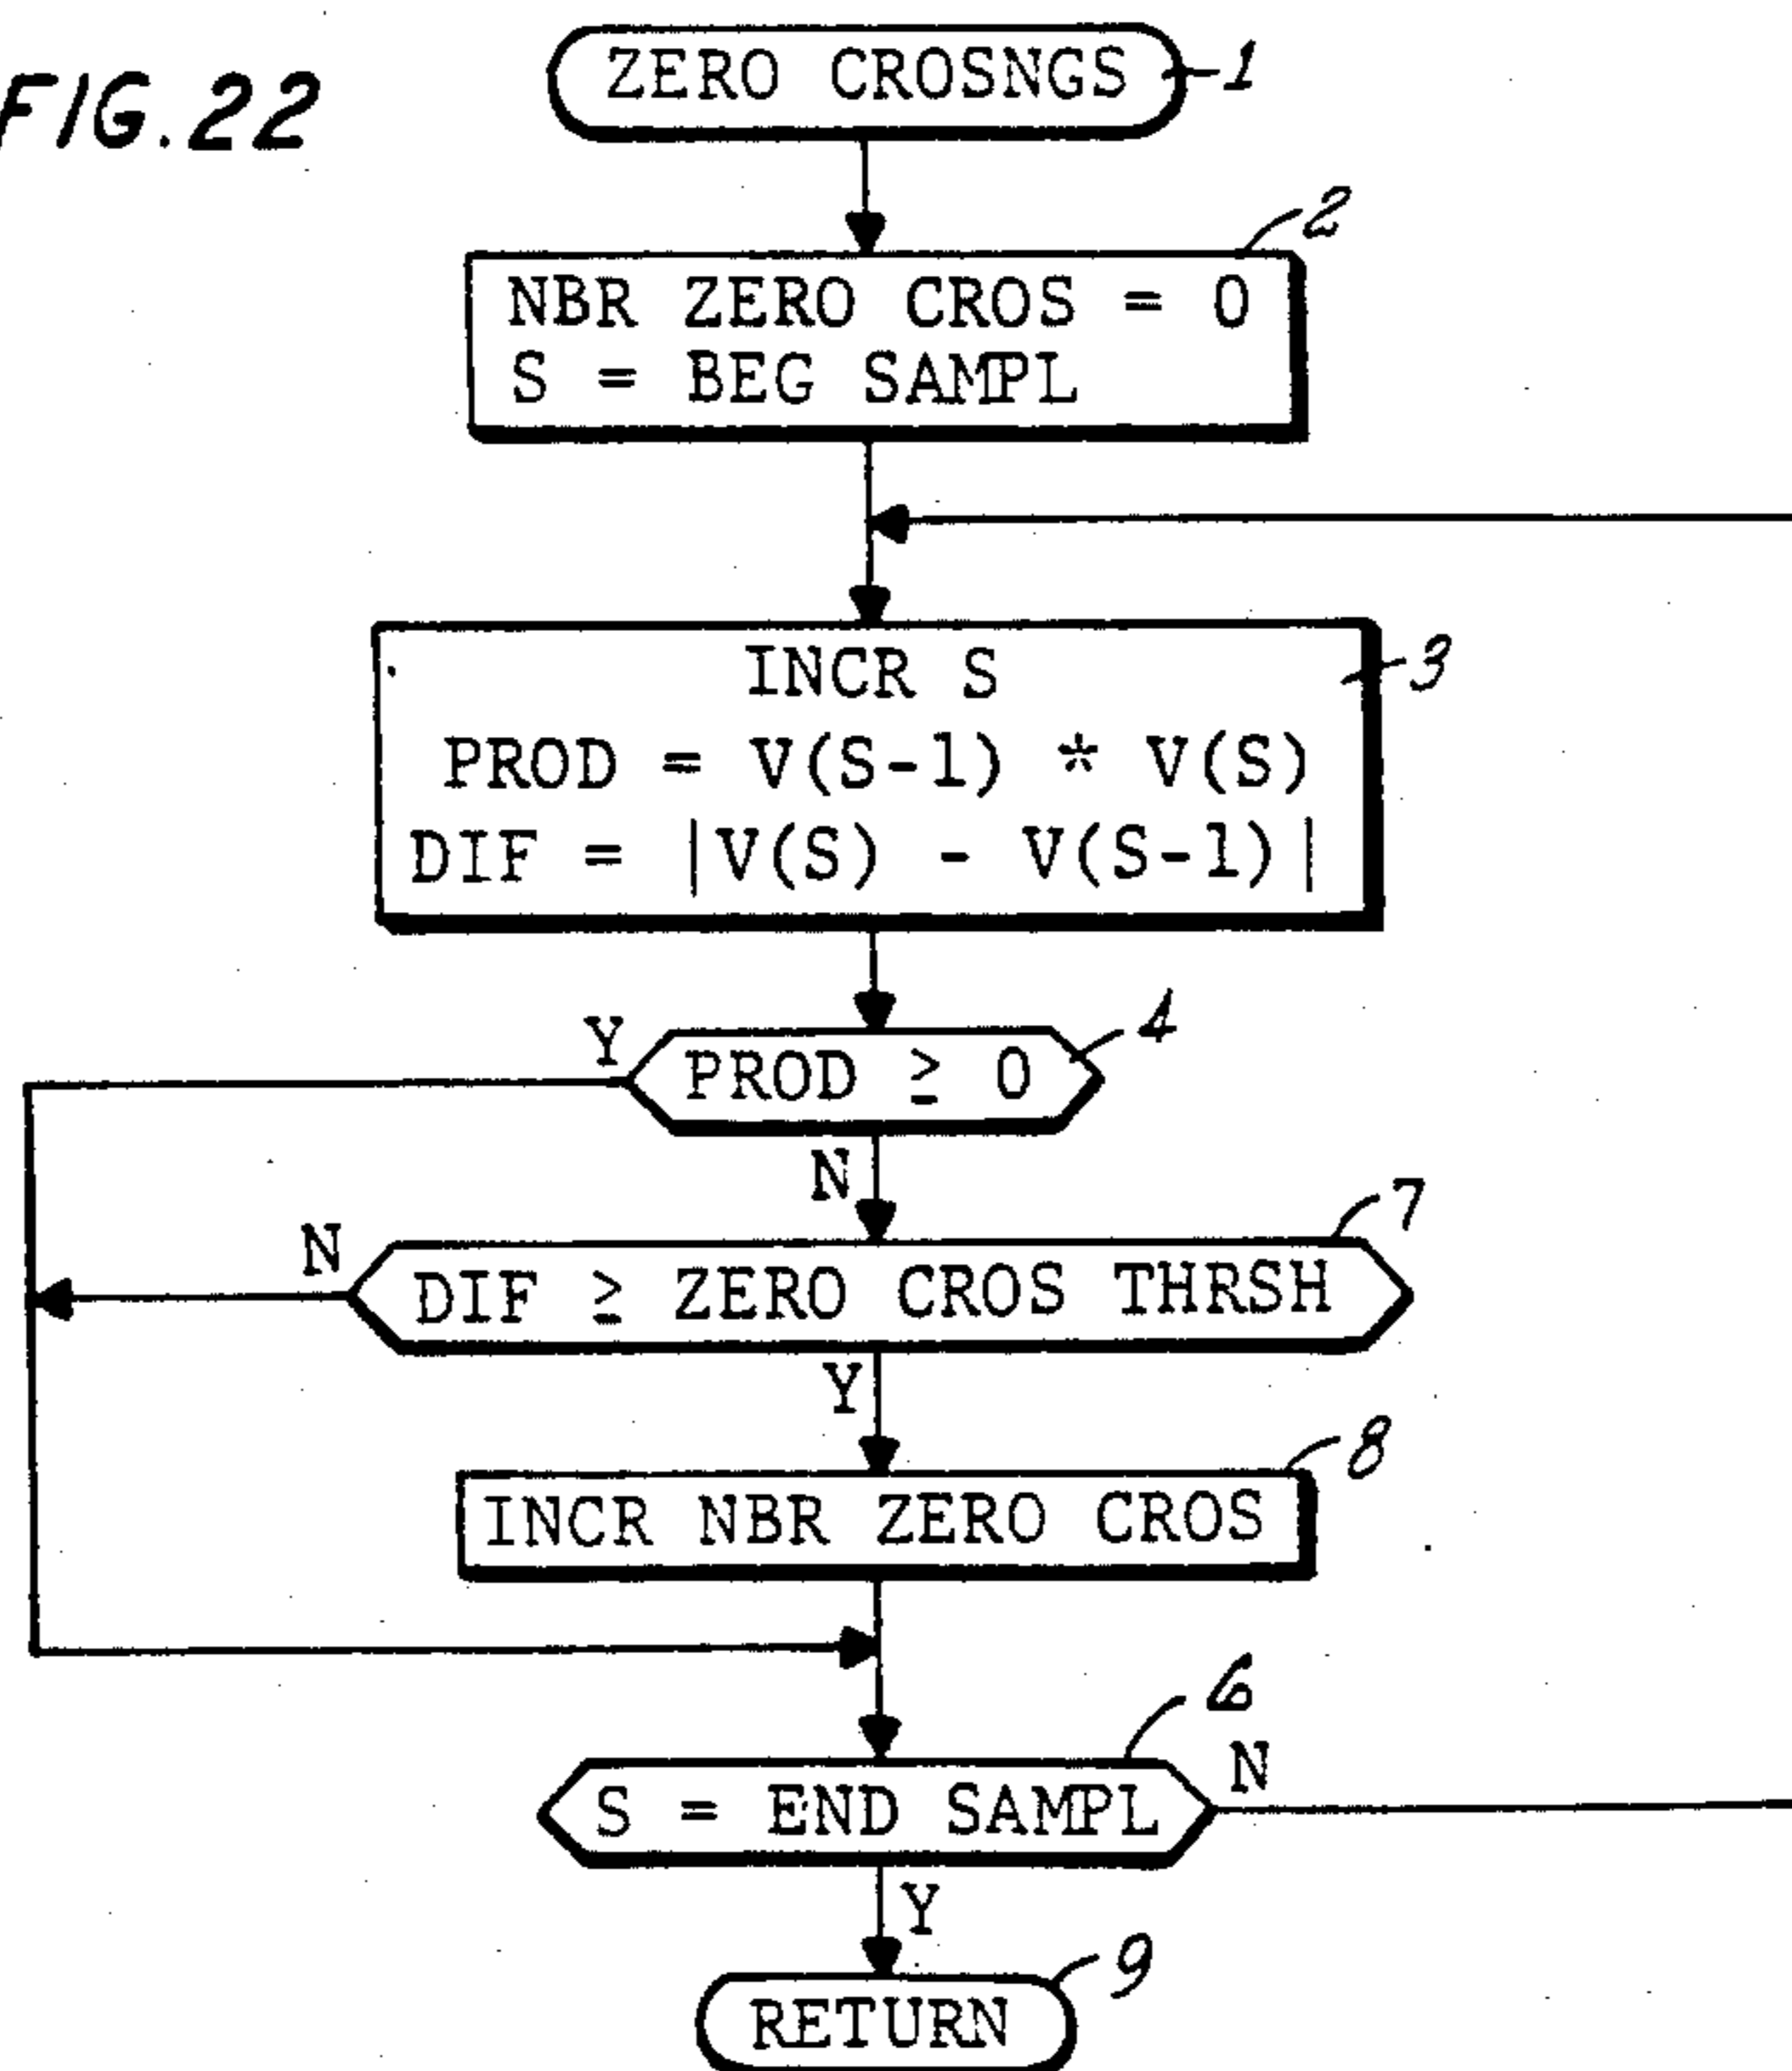 FIG.22
ZERO CROSNGS
1
2
NBR ZERO CROS = 0
S = BEG SAMPL
3
INCR S
PROD = V(S-1) * V(S)
DIF = |V(S) - V(S-1)|
4
Y
PROD ≥ 0
N
7
N
DIF ≥ ZERO CROS THRSH
Y
8
INCR NBR ZERO CROS
6
N
S = END SAMPL
Y
9
RETURN